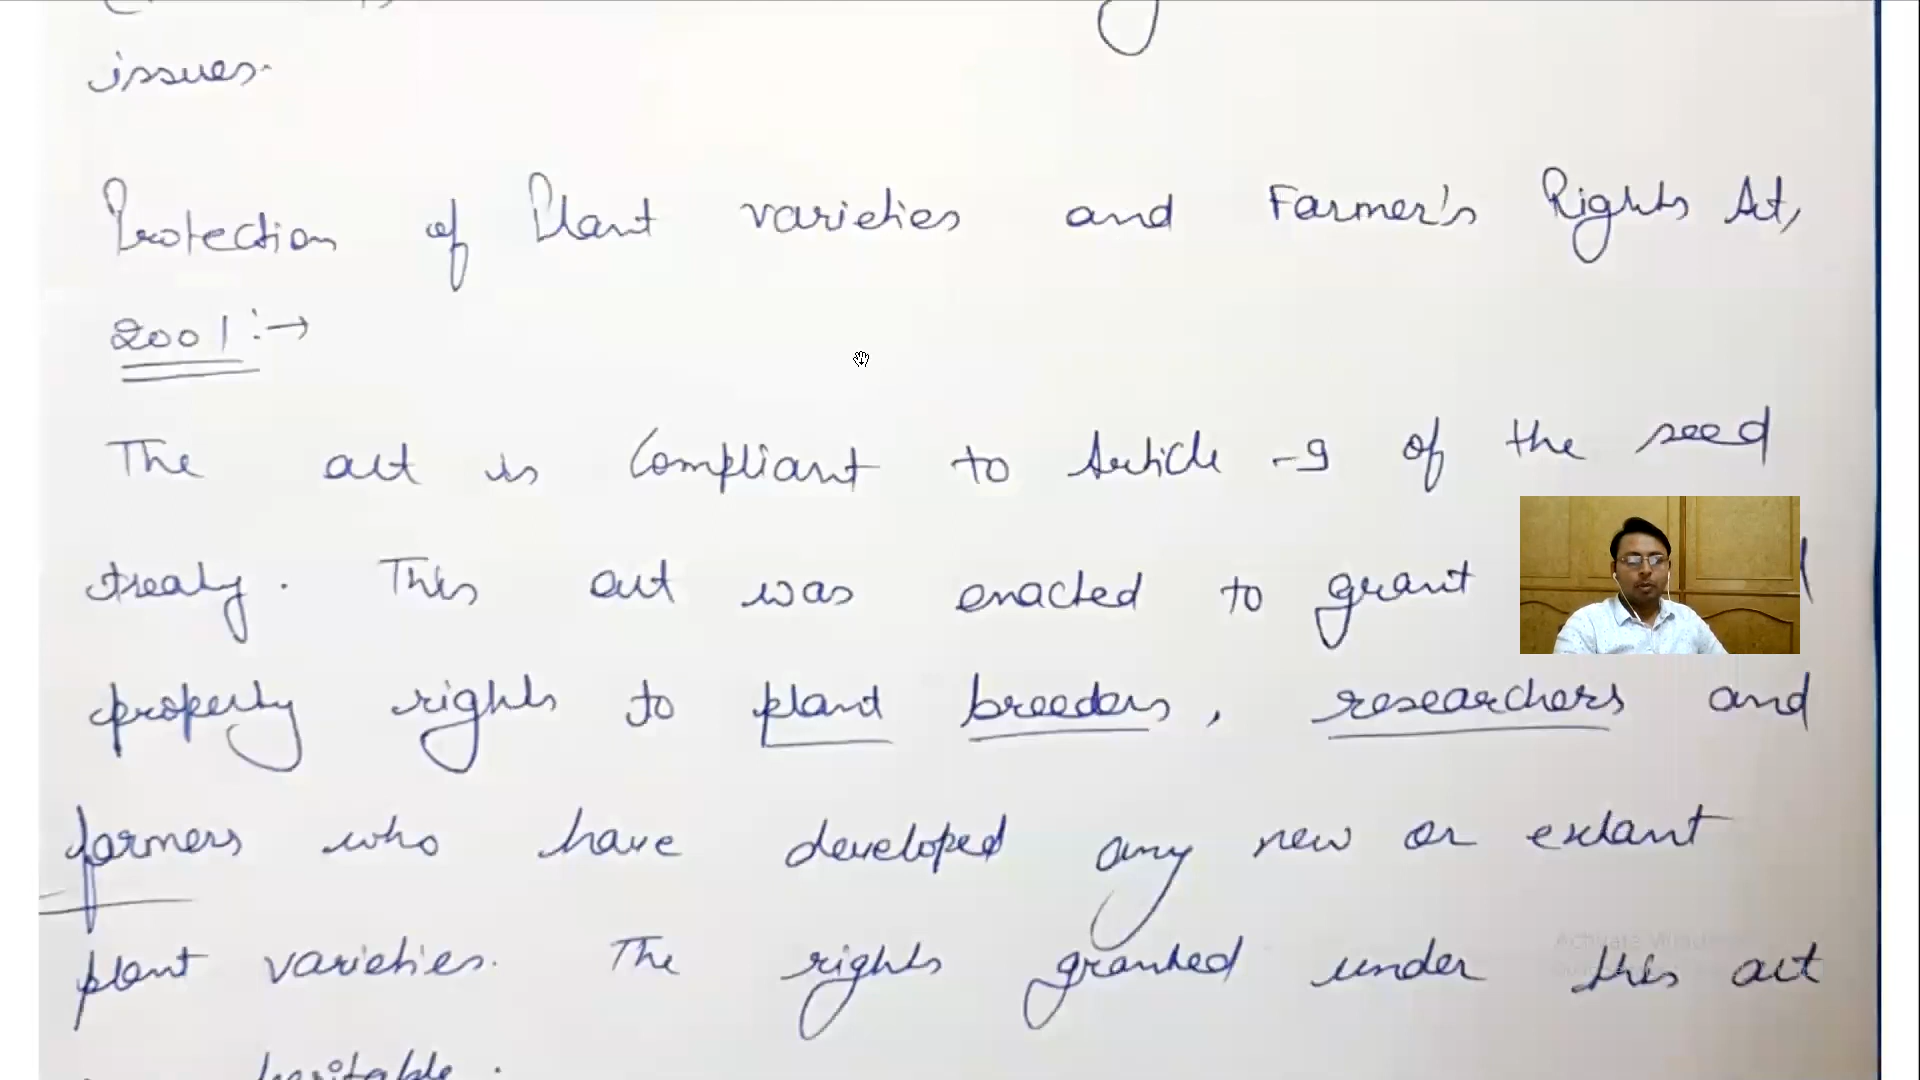 issues.
Protection of Plant varieties and Farmer's Rights Act,
2001:→
The act is compliant to Article -9 of the seed
treaty. This act was enacted to grant
property rights to plant breeders, researchers and
farmers who have developed any new or extant
plant varieties. The rights granted under this act
heritable.